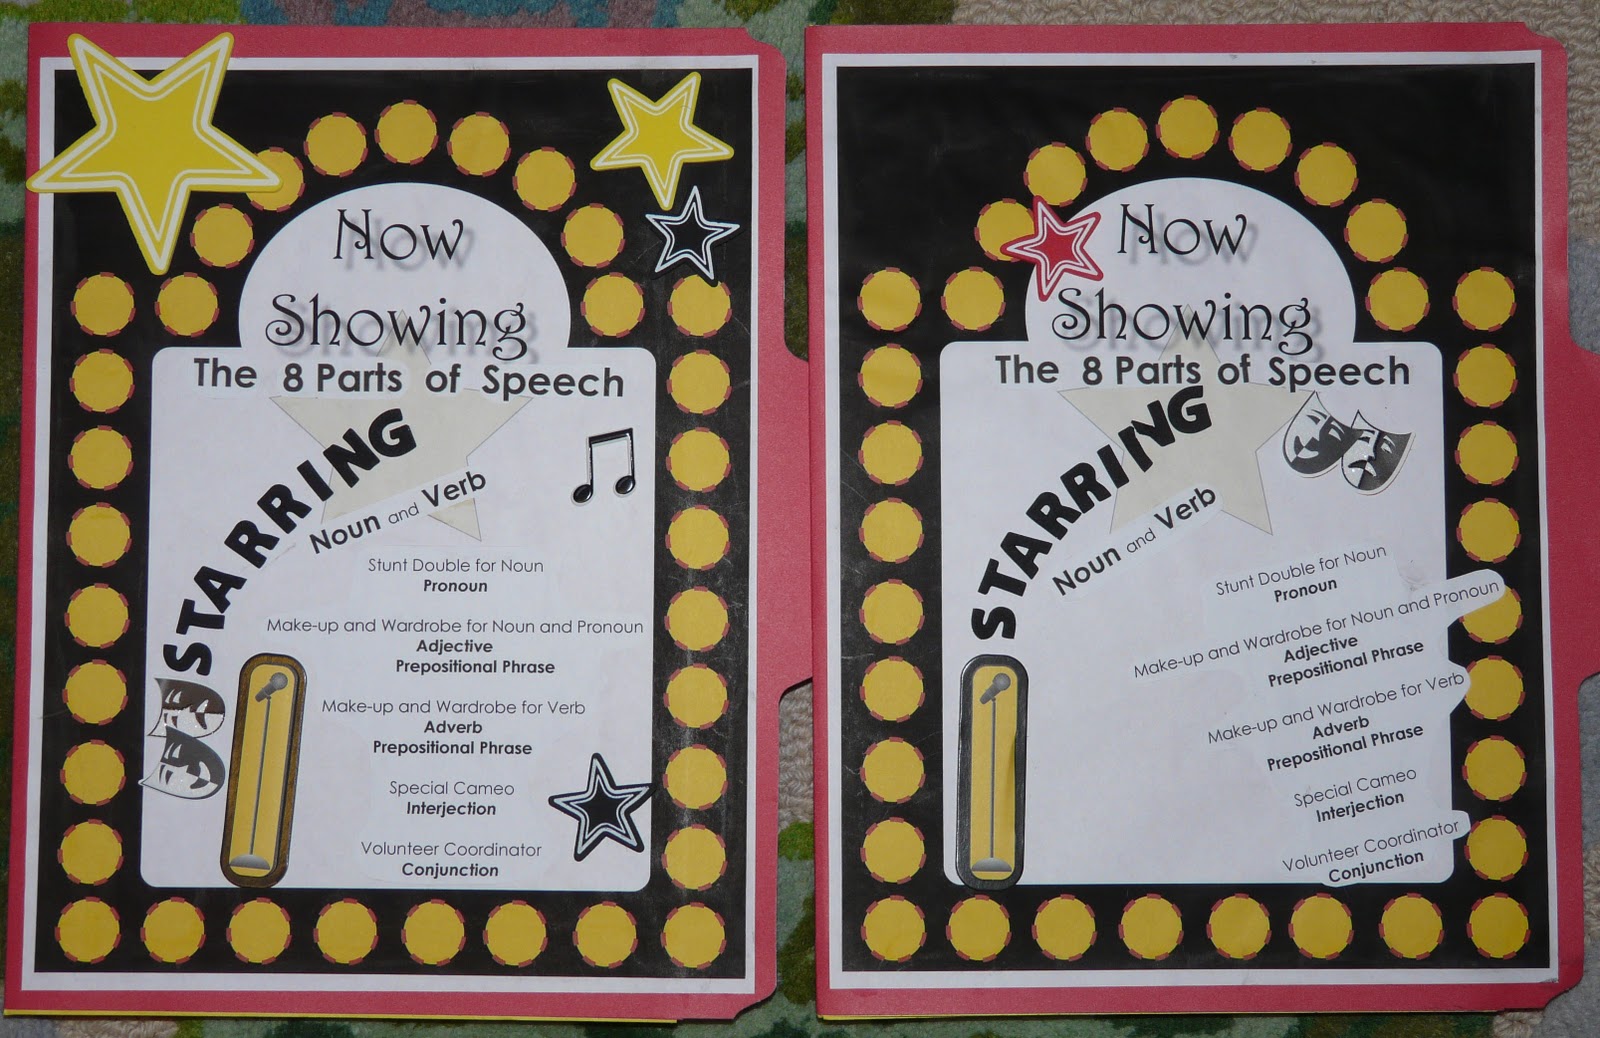 Now
Showing
The 8 Parts of Speech
STARRING
Noun and Verb
Stunt Double for Noun
Pronoun
Make-up and Wardrobe for Noun and Pronoun
Adjective
Prepositional Phrase
Make-up and Wardrobe for Verb
Adverb
Prepositional Phrase
Special Cameo
Interjection
Volunteer Coordinator
Conjunction
Now
Showing
The 8 Parts of Speech
STARRING
Noun and Verb
Stunt Double for Noun
Pronoun
Make-up and Wardrobe for Noun and Pronoun
Adjective
Prepositional Phrase
Make-up and Wardrobe for Verb
Adverb
Prepositional Phrase
Special Cameo
Interjection
Volunteer Coordinator
Conjunction